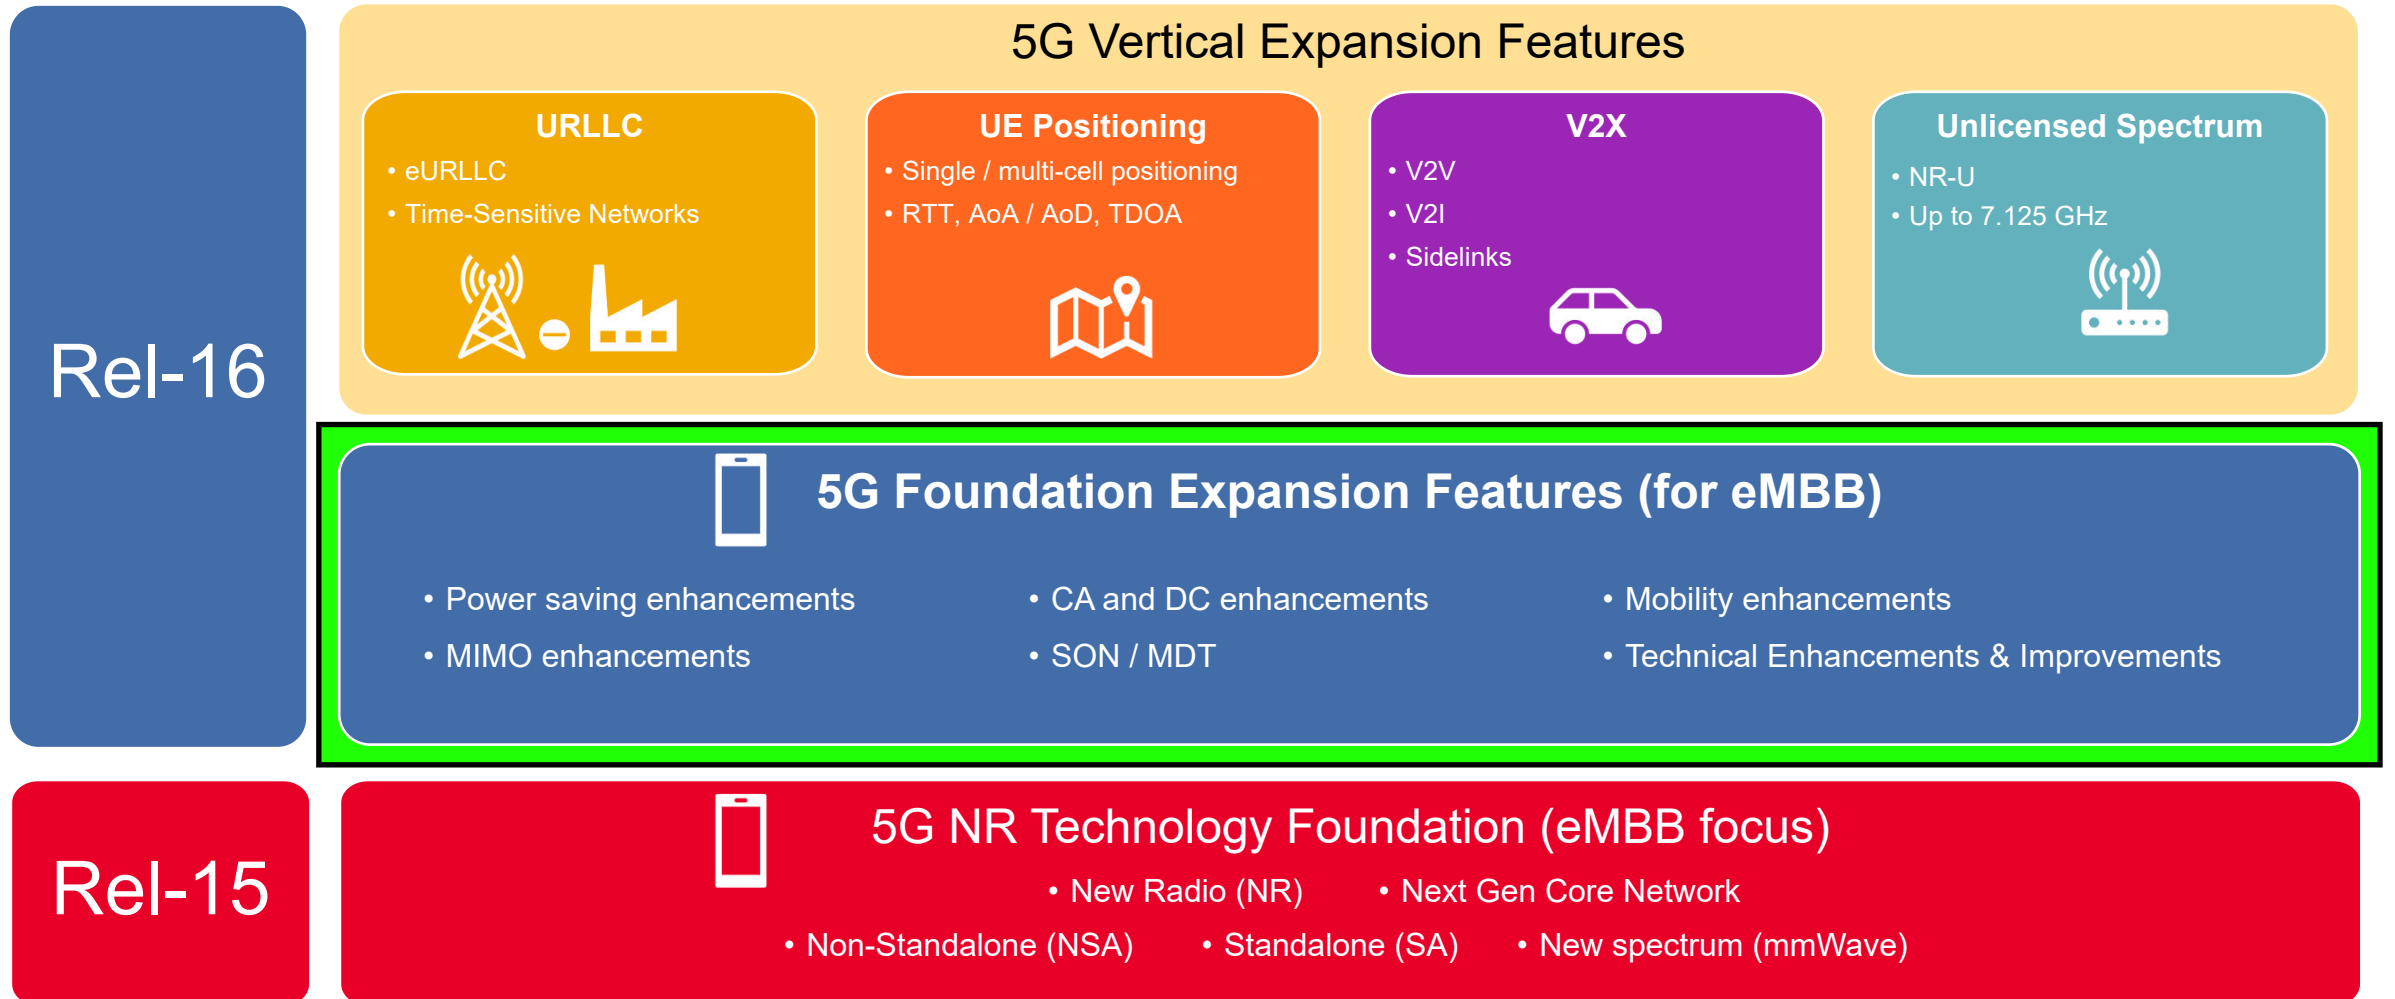 Rel-16
5G Vertical Expansion Features
URLLC
• eURLLC
• Time-Sensitive Networks
UE Positioning
• Single / multi-cell positioning
• RTT, AoA / AoD, TDOA
V2X
• V2V
• V2I
• Sidelinks
Unlicensed Spectrum
• NR-U
• Up to 7.125 GHz
5G Foundation Expansion Features (for eMBB)
• Power saving enhancements
• MIMO enhancements
• CA and DC enhancements
• SON / MDT
• Mobility enhancements
• Technical Enhancements & Improvements
Rel-15
5G NR Technology Foundation (eMBB focus)
• New Radio (NR) • Next Gen Core Network
• Non-Standalone (NSA) • Standalone (SA) • New spectrum (mmWave)